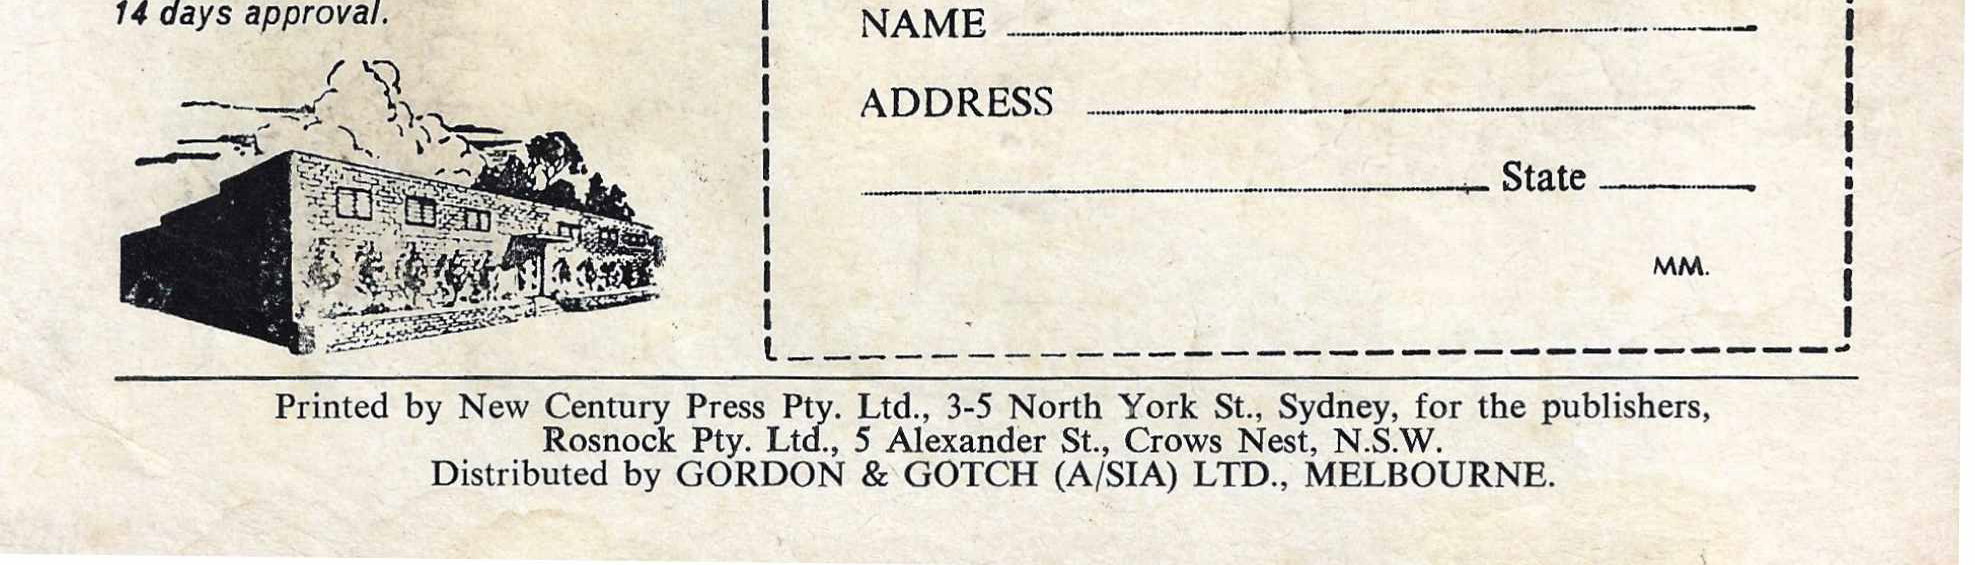 14 days approval.
NAME
ADDRESS
State
MM.
Printed by New Century Press Pty. Ltd., 3-5 North York St., Sydney, for the publishers,
Rosnock Pty. Ltd., 5 Alexander St., Crows Nest, N.S.W.
Distributed by GORDON & GOTCH (A/SIA) LTD., MELBOURNE.